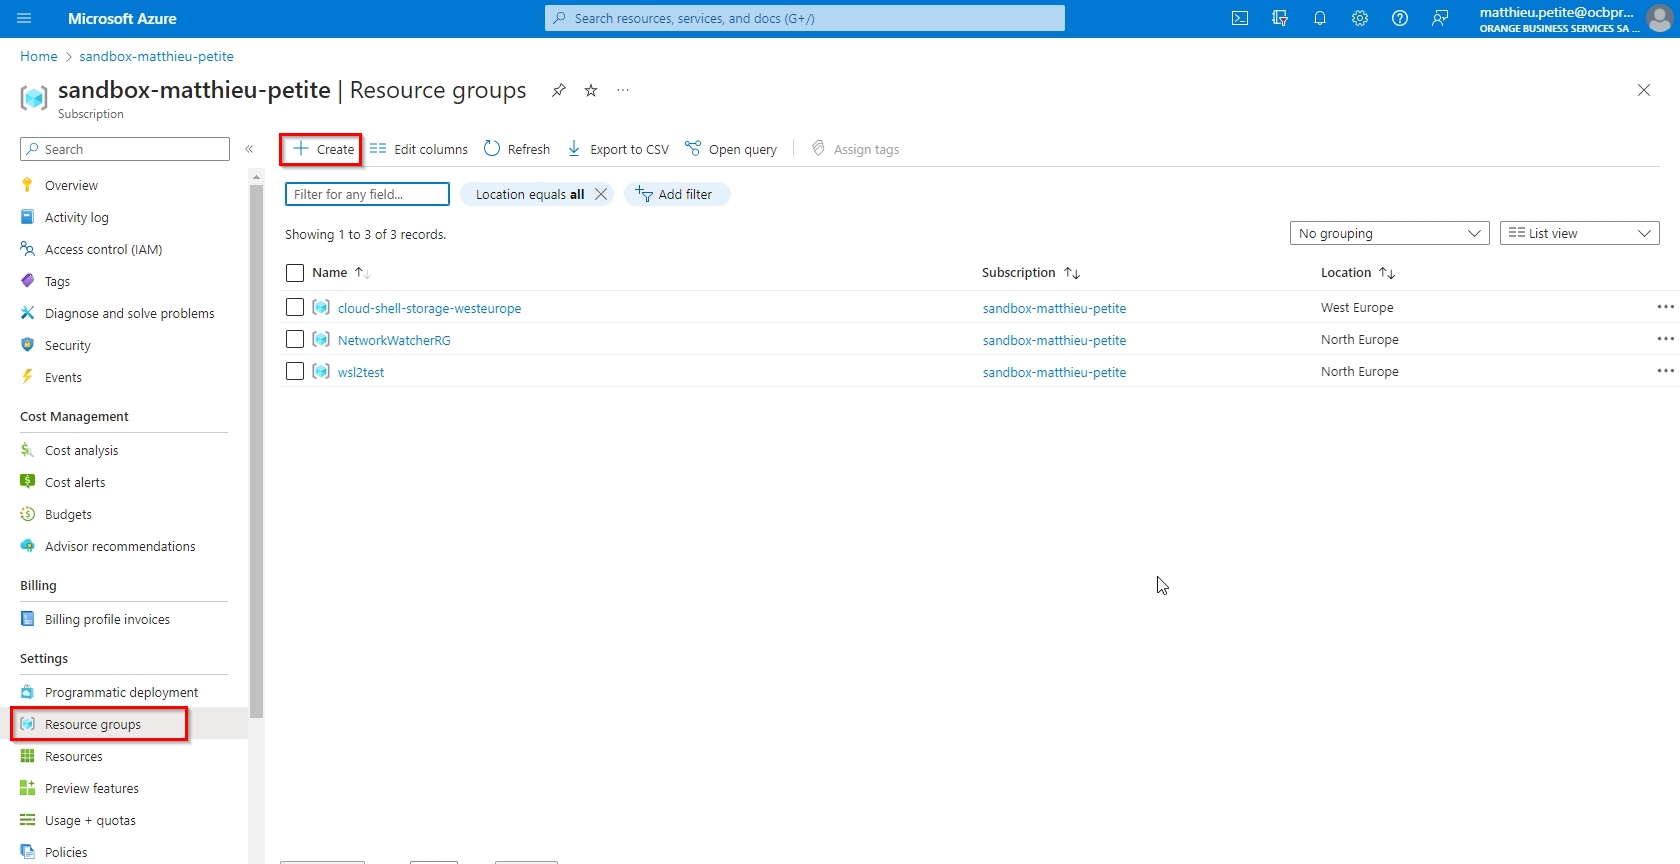 Microsoft Azure
Search resources, services, and docs (G+/)
matthieu.petite@ocbpr...
ORANGE BUSINESS SERVICES SA ...
Home > sandbox-matthieu-petite
sandbox-matthieu-petite | Resource groups
Subscription
Search
Overview
Activity log
Access control (IAM)
Tags
Diagnose and solve problems
Security
Events
Cost Management
Cost analysis
Cost alerts
Budgets
Advisor recommendations
Billing
Billing profile invoices
Settings
Programmatic deployment
Resource groups
Resources
Preview features
Usage + quotas
Policies
Create Edit columns Refresh Export to CSV Open query Assign tags
Filter for any field... Location equals all Add filter
Showing 1 to 3 of 3 records.
No grouping List view
Name Subscription Location
cloud-shell-storage-westeurope sandbox-matthieu-petite West Europe
NetworkWatcherRG sandbox-matthieu-petite North Europe
wsl2test sandbox-matthieu-petite North Europe